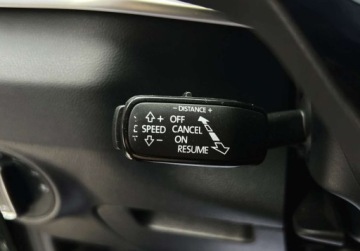 - DISTANCE +
+ OFF
SPEED CANCEL
- ON
RESUME